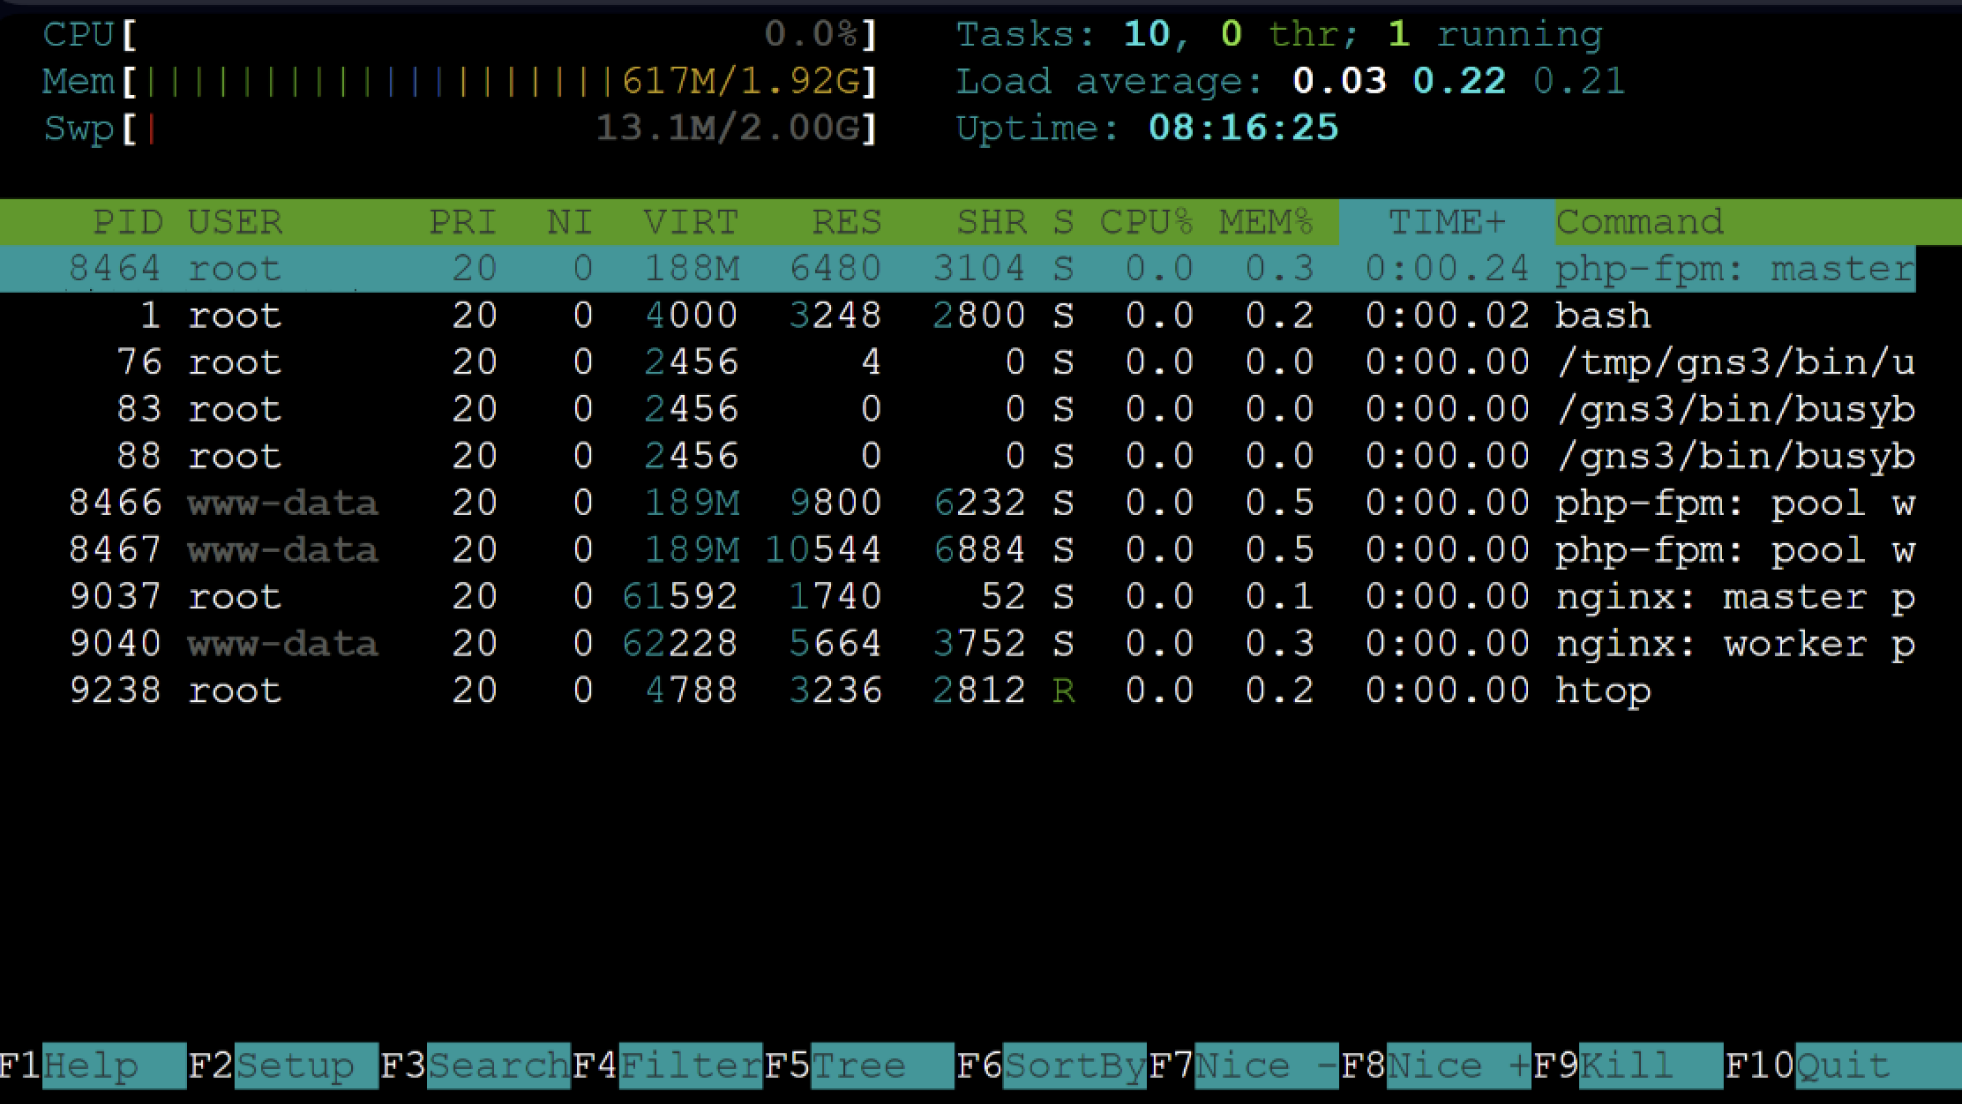 CPU[ 0.0%] Tasks: 10, 0 thr; 1 running
Mem[||||||||||||||||||||617M/1.92G] Load average: 0.03 0.22 0.21
Swp[| 13.1M/2.00G] Uptime: 08:16:25
PID USER PRI NI VIRT RES SHR S CPU% MEM% TIME+ Command
8464 root 20 0 188M 6480 3104 S 0.0 0.3 0:00.24 php-fpm: master
1 root 20 0 4000 3248 2800 S 0.0 0.2 0:00.02 bash
76 root 20 0 2456 4 0 S 0.0 0.0 0:00.00 /tmp/gns3/bin/u
83 root 20 0 2456 0 0 S 0.0 0.0 0:00.00 /gns3/bin/busyb
88 root 20 0 2456 0 0 S 0.0 0.0 0:00.00 /gns3/bin/busyb
8466 www-data 20 0 189M 9800 6232 S 0.0 0.5 0:00.00 php-fpm: pool w
8467 www-data 20 0 189M 10544 6884 S 0.0 0.5 0:00.00 php-fpm: pool w
9037 root 20 0 61592 1740 52 S 0.0 0.1 0:00.00 nginx: master p
9040 www-data 20 0 62228 5664 3752 S 0.0 0.3 0:00.00 nginx: worker p
9238 root 20 0 4788 3236 2812 R 0.0 0.2 0:00.00 htop
F1Help F2Setup F3SearchF4FilterF5Tree F6SortByF7Nice -F8Nice +F9Kill F10Quit